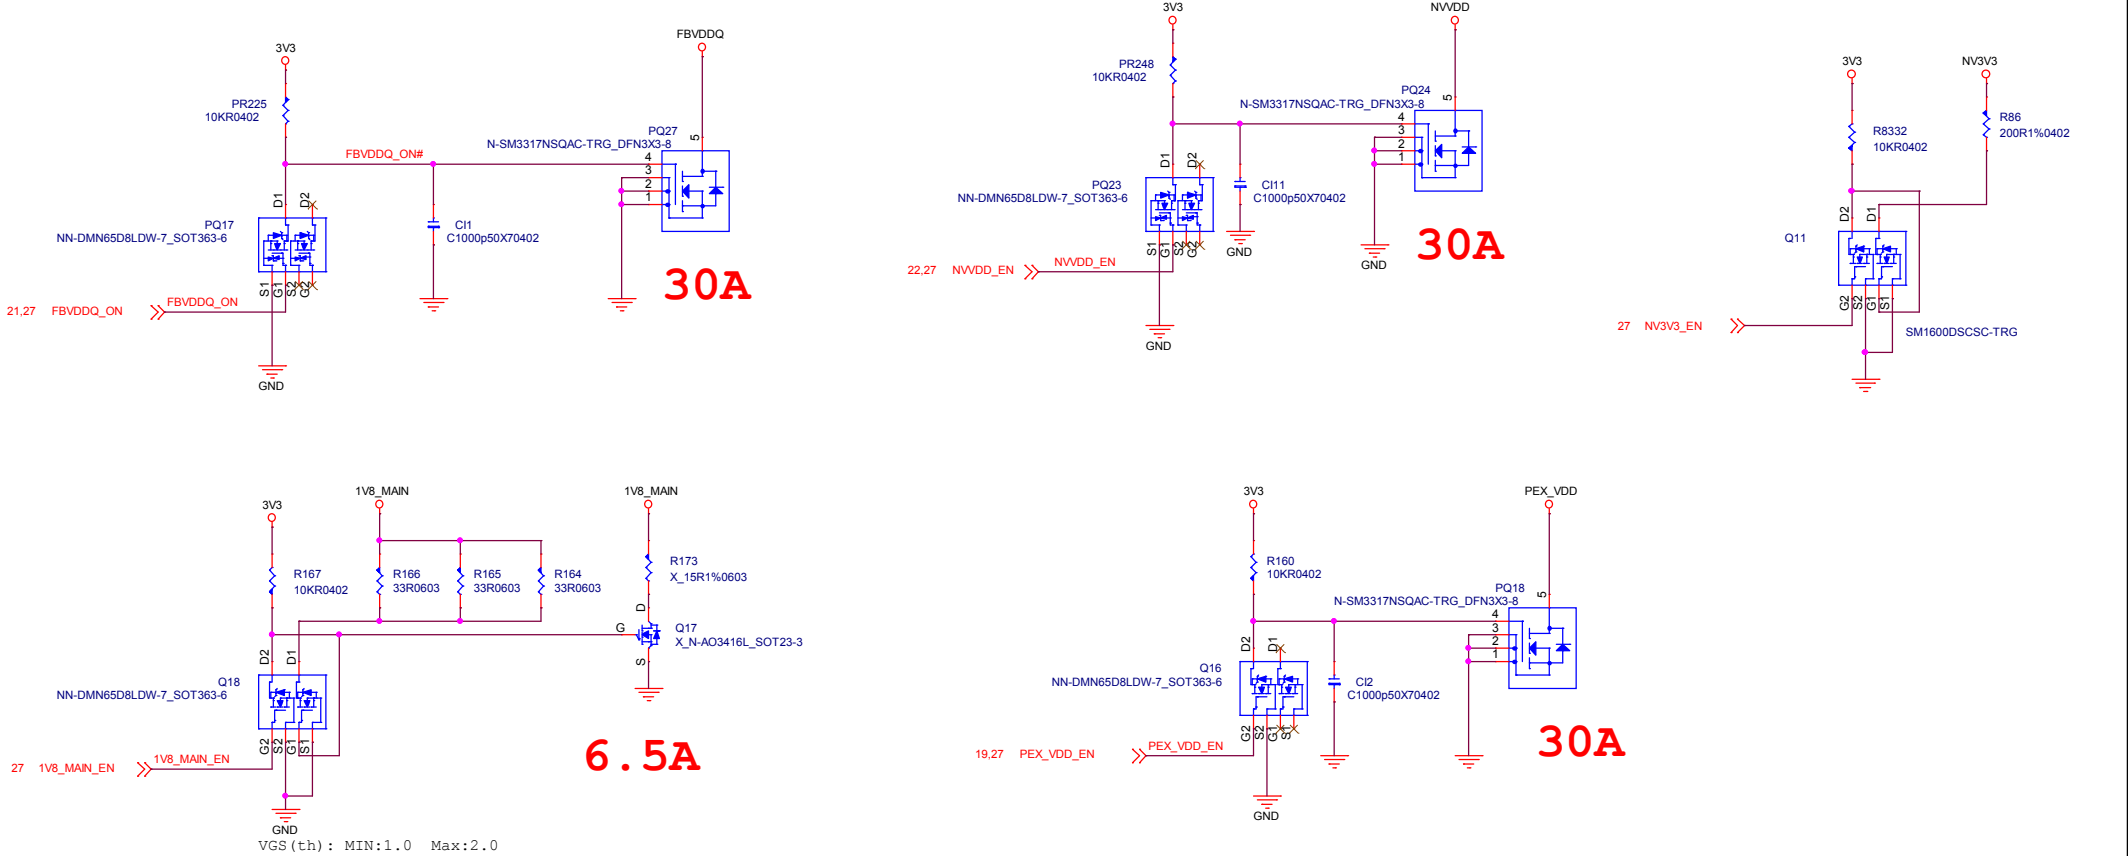 3V3
PR225
10KR0402
FBVDDQ
FBVDDQ_ON#
PQ27
N-SM3317NSQAC-TRG_DFN3X3-8
5
4
3
2
1
D1
D2
PQ17
NN-DMN65D8LDW-7_SOT363-6
S1
G1
S2
G2
CI1
C1000p50X70402
30A
21,27 FBVDDQ_ON
FBVDDQ_ON
GND
3V3
PR248
10KR0402
NVVDD
PQ24
N-SM3317NSQAC-TRG_DFN3X3-8
5
4
3
2
1
D1
D2
PQ23
NN-DMN65D8LDW-7_SOT363-6
S1
G1
S2
G2
CI11
C1000p50X70402
GND
GND
30A
22,27 NVVDD_EN
NVVDD_EN
GND
3V3
NV3V3
R8332
10KR0402
R86
200R1%0402
D2
D1
Q11
G2
S2
G1
S1
27 NV3V3_EN
SM1600DSCSC-TRG
3V3
1V8_MAIN
1V8_MAIN
R167
10KR0402
R166
33R0603
R165
33R0603
R164
33R0603
R173
X_15R1%0603
D
G
S
Q17
X_N-AO3416L_SOT23-3
D2
D1
Q18
NN-DMN65D8LDW-7_SOT363-6
G2
S2
G1
S1
27 1V8_MAIN_EN
1V8_MAIN_EN
6.5A
GND
VGS(th): MIN:1.0 Max:2.0
3V3
R160
10KR0402
PEX_VDD
PQ18
N-SM3317NSQAC-TRG_DFN3X3-8
5
4
3
2
1
D2
D1
Q16
NN-DMN65D8LDW-7_SOT363-6
G2
S2
G1
S1
CI2
C1000p50X70402
30A
19,27 PEX_VDD_EN
PEX_VDD_EN
GND